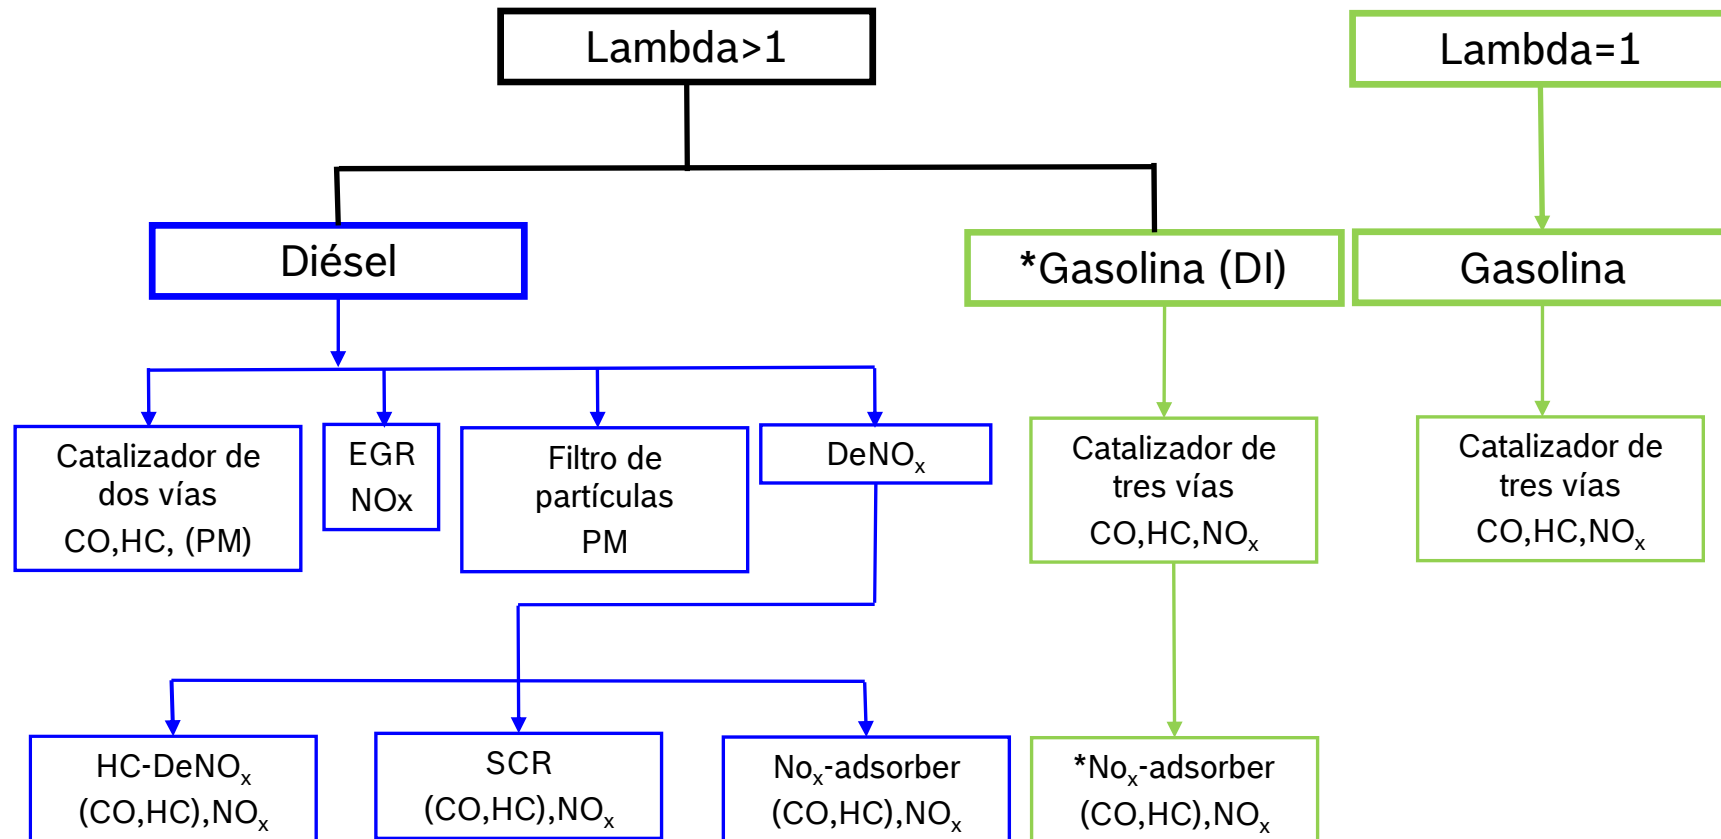 Lambda>1
Lambda=1
Diésel
*Gasolina (DI)
Gasolina
Catalizador de
dos vías
CO,HC, (PM)
EGR
NOx
Filtro de
partículas
PM
DeNOx
Catalizador de
tres vías
CO,HC,NOx
Catalizador de
tres vías
CO,HC,NOx
HC-DeNOx
(CO,HC),NOx
SCR
(CO,HC),NOx
Nox-adsorber
(CO,HC),NOx
*Nox-adsorber
(CO,HC),NOx